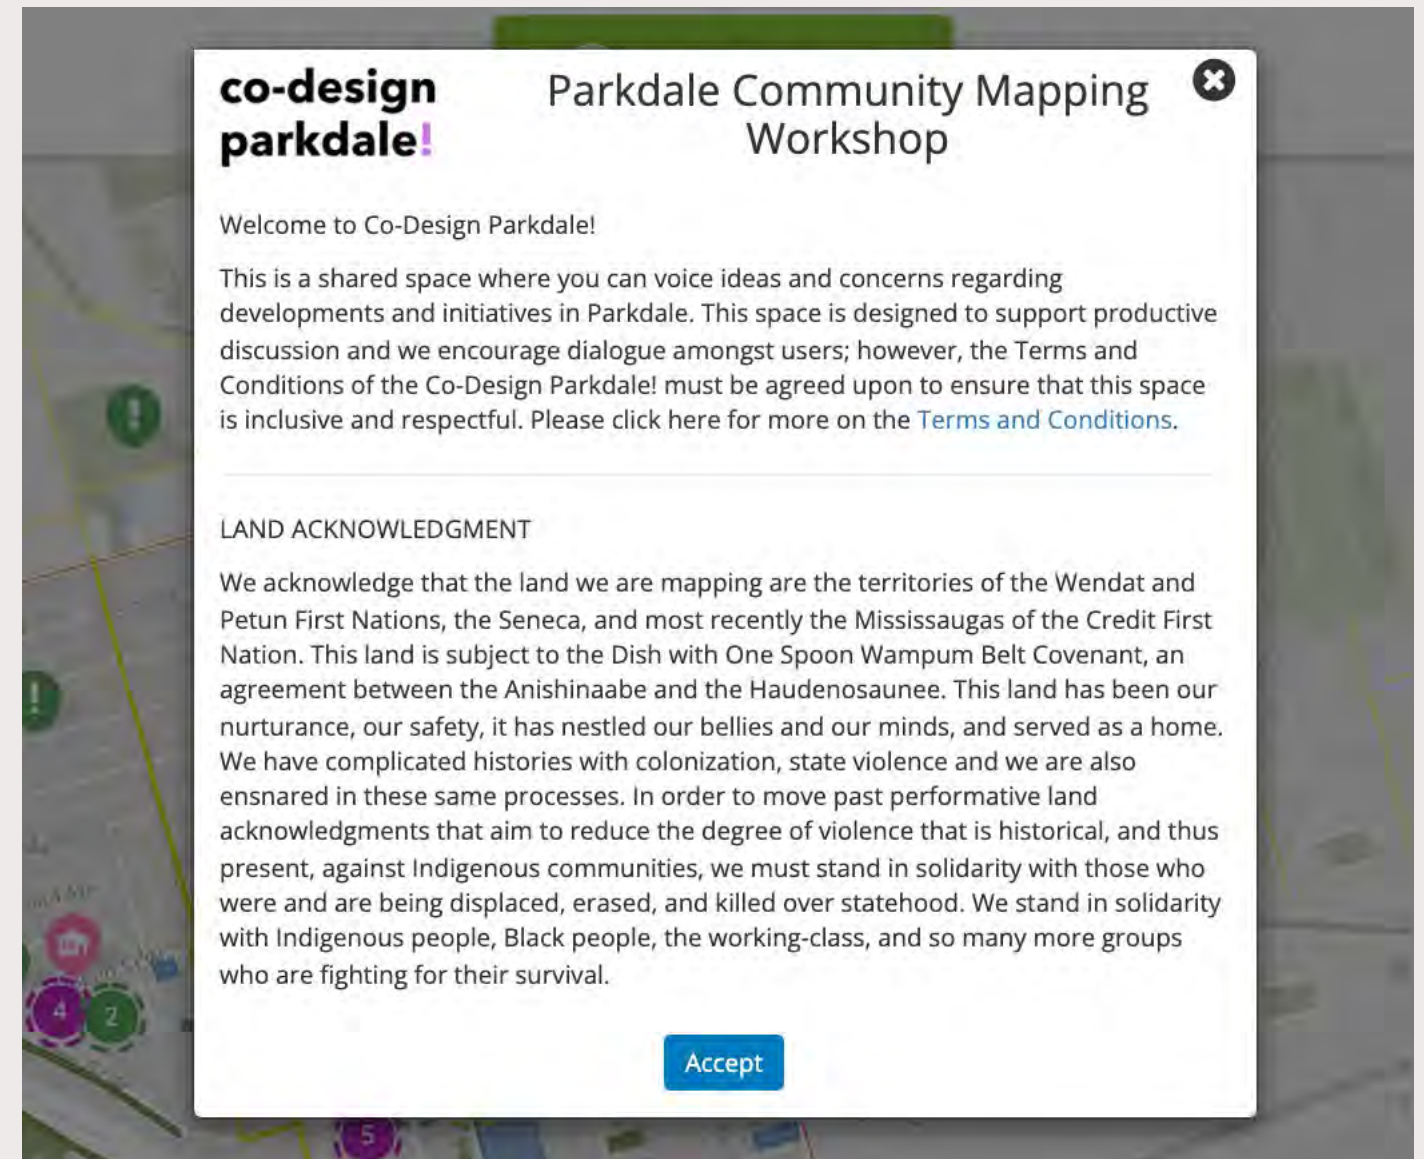 co-design
parkdale!
Parkdale Community Mapping
Workshop
Welcome to Co-Design Parkdale!
This is a shared space where you can voice ideas and concerns regarding
developments and initiatives in Parkdale. This space is designed to support productive
discussion and we encourage dialogue amongst users; however, the Terms and
Conditions of the Co-Design Parkdale! must be agreed upon to ensure that this space
is inclusive and respectful. Please click here for more on the Terms and Conditions.
LAND ACKNOWLEDGMENT
We acknowledge that the land we are mapping are the territories of the Wendat and
Petun First Nations, the Seneca, and most recently the Mississaugas of the Credit First
Nation. This land is subject to the Dish with One Spoon Wampum Belt Covenant, an
agreement between the Anishinaabe and the Haudenosaunee. This land has been our
nurturance, our safety, it has nestled our bellies and our minds, and served as a home.
We have complicated histories with colonization, state violence and we are also
ensnared in these same processes. In order to move past performative land
acknowledgments that aim to reduce the degree of violence that is historical, and thus
present, against Indigenous communities, we must stand in solidarity with those who
were and are being displaced, erased, and killed over statehood. We stand in solidarity
with Indigenous people, Black people, the working-class, and so many more groups
who are fighting for their survival.
Accept
!
!
4
2
5